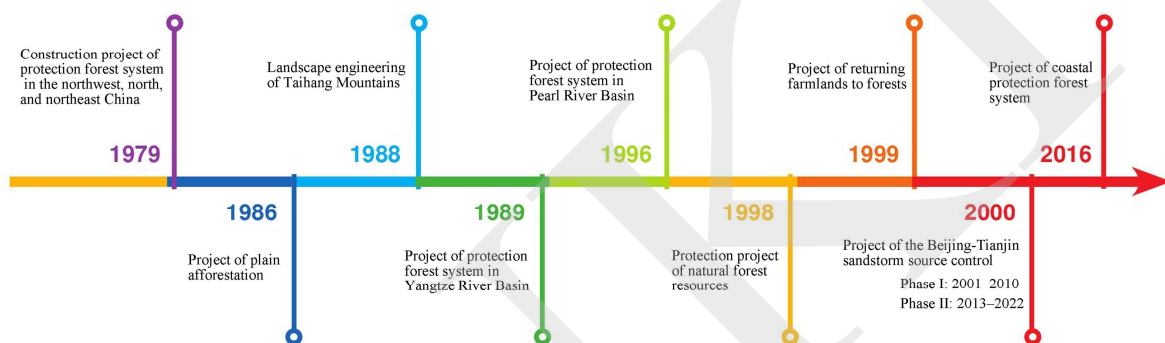 Construction project of
protection forest system
in the northwest, north,
and northeast China
1979
1986
Project of plain
afforestation
Landscape engineering
of Taihang Mountains
1988
1989
Project of protection
forest system in
Yangtze River Basin
Project of protection
forest system in
Pearl River Basin
1996
1998
Protection project
of natural forest
resources
Project of returning
farmlands to forests
1999
2000
Project of the Beijing-Tianjin
sandstorm source control
Phase I: 2001 2010
Phase II: 2013–2022
Project of coastal
protection forest
system
2016